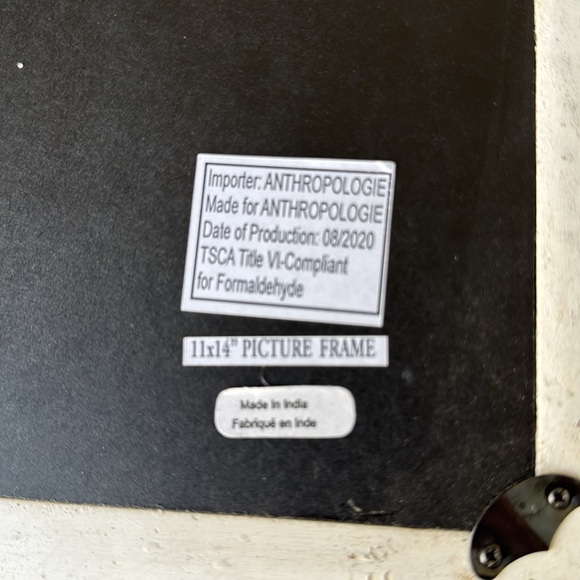 Importer: ANTHROPOLOGIE
Made for ANTHROPOLOGIE
Date of Production: 08/2020
TSCA Title VI-Compliant
for Formaldehyde
11x14" PICTURE FRAME
Made In India
Fabriqué en Inde